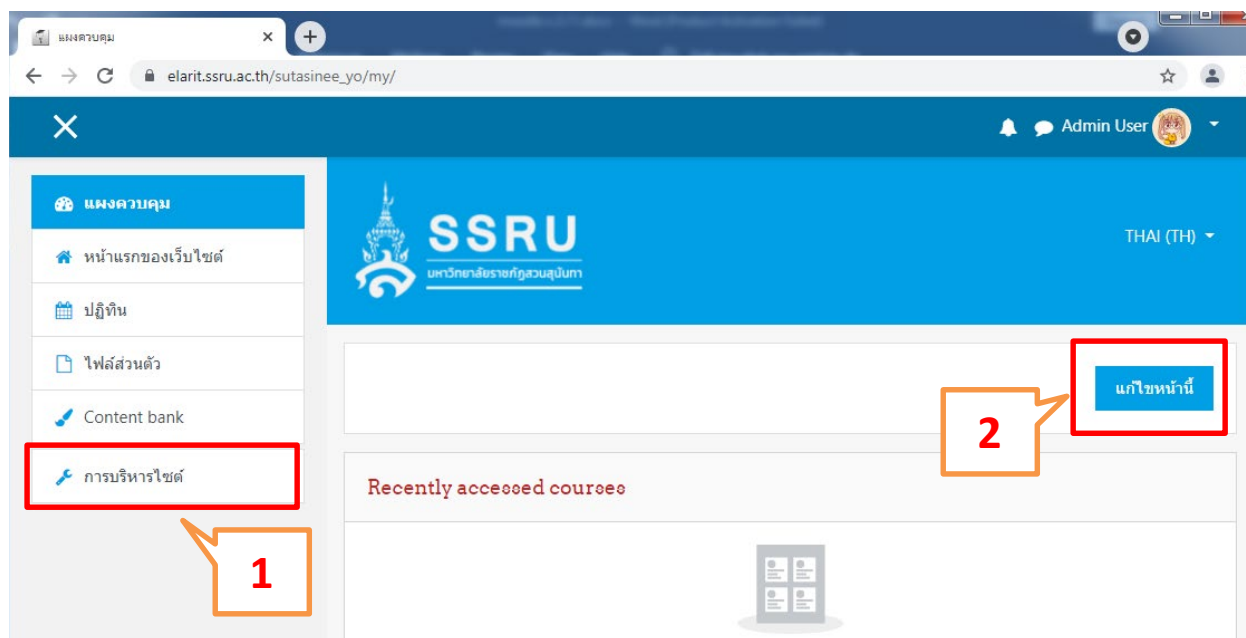 แผงควบคุม
elarit.ssru.ac.th/sutasinee_yo/my/
Admin User
แผงควบคุม
หน้าแรกของเว็บไซต์
ปฏิทิน
ไฟล์ส่วนตัว
Content bank
การบริหารไซต์
1
SSRU
มหาวิทยาลัยราชภัฏสวนสุนันทา
THAI (TH)
แก้ไขหน้านี้
2
Recently accessed courses